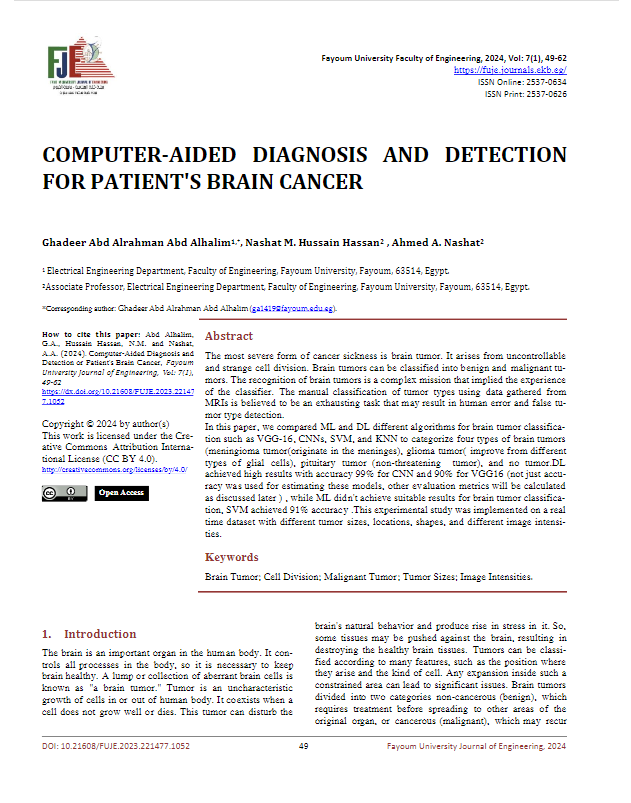 FUJE
Fayoum University Faculty of Engineering, 2024, Vol: 7(1), 49-62
https://fuje.journals.ekb.eg/
ISSN Online: 2537-0634
ISSN Print: 2537-0626
COMPUTER-AIDED DIAGNOSIS AND DETECTION
FOR PATIENT'S BRAIN CANCER
Ghadeer Abd Alrahman Abd Alhalim1,*, Nashat M. Hussain Hassan2 , Ahmed A. Nashat2
1 Electrical Engineering Department, Faculty of Engineering, Fayoum University, Fayoum, 63514, Egypt.
2Associate Professor, Electrical Engineering Department, Faculty of Engineering, Fayoum University, Fayoum, 63514, Egypt.
*Corresponding author: Ghadeer Abd Alrahman Abd Alhalim (ga1419@fayoum.edu.eg).
How to cite this paper: Abd Alhalim,
G.A., Hussain Hassan, N.M. and Nashat,
A.A. (2024). Computer-Aided Diagnosis and
Detection or Patient's Brain Cancer, Fayoum
University Journal of Engineering, Vol: 7(1),
49-62
https://dx.doi.org/10.21608/FUJE.2023.22147
7.1052
Copyright © 2024 by author(s)
This work is licensed under the Cre-
ative Commons Attribution Interna-
tional License (CC BY 4.0).
http://creativecommons.org/licenses/by/4.0/
cc BY Open Access
Abstract
The most severe form of cancer sickness is brain tumor. It arises from uncontrollable
and strange cell division. Brain tumors can be classified into benign and malignant tu-
mors. The recognition of brain tumors is a complex mission that implied the experience
of the classifier. The manual classification of tumor types using data gathered from
MRIs is believed to be an exhausting task that may result in human error and false tu-
mor type detection.
In this paper, we compared ML and DL different algorithms for brain tumor classifica-
tion such as VGG-16, CNNs, SVM, and KNN to categorize four types of brain tumors
(meningioma tumor(originate in the meninges), glioma tumor( improve from different
types of glial cells), pituitary tumor (non-threatening tumor), and no tumor.DL
achieved high results with accuracy 99% for CNN and 90% for VGG16 (not just accu-
racy was used for estimating these models, other evaluation metrics will be calculated
as discussed later ) , while ML didn't achieve suitable results for brain tumor classifica-
tion, SVM achieved 91% accuracy .This experimental study was implemented on a real
time dataset with different tumor sizes, locations, shapes, and different image intensi-
ties.
Keywords
Brain Tumor; Cell Division; Malignant Tumor; Tumor Sizes; Image Intensities.
1. Introduction
The brain is an important organ in the human body. It con-
trols all processes in the body, so it is necessary to keep
brain healthy. A lump or collection of aberrant brain cells is
known as "a brain tumor." Tumor is an uncharacteristic
growth of cells in or out of human body. It coexists when a
cell does not grow well or dies. This tumor can disturb the
brain's natural behavior and produce rise in stress in it. So,
some tissues may be pushed against the brain, resulting in
destroying the healthy brain tissues. Tumors can be classi-
fied according to many features, such as the position where
they arise and the kind of cell. Any expansion inside such a
constrained area can lead to significant issues. Brain tumors
divided into two categories non-cancerous (benign), which
requires treatment before spreading to other areas of the
original organ, or cancerous (malignant), which may recur
DOI: 10.21608/FUJE.2023.221477.1052 49 Fayoum University Journal of Engineering, 2024